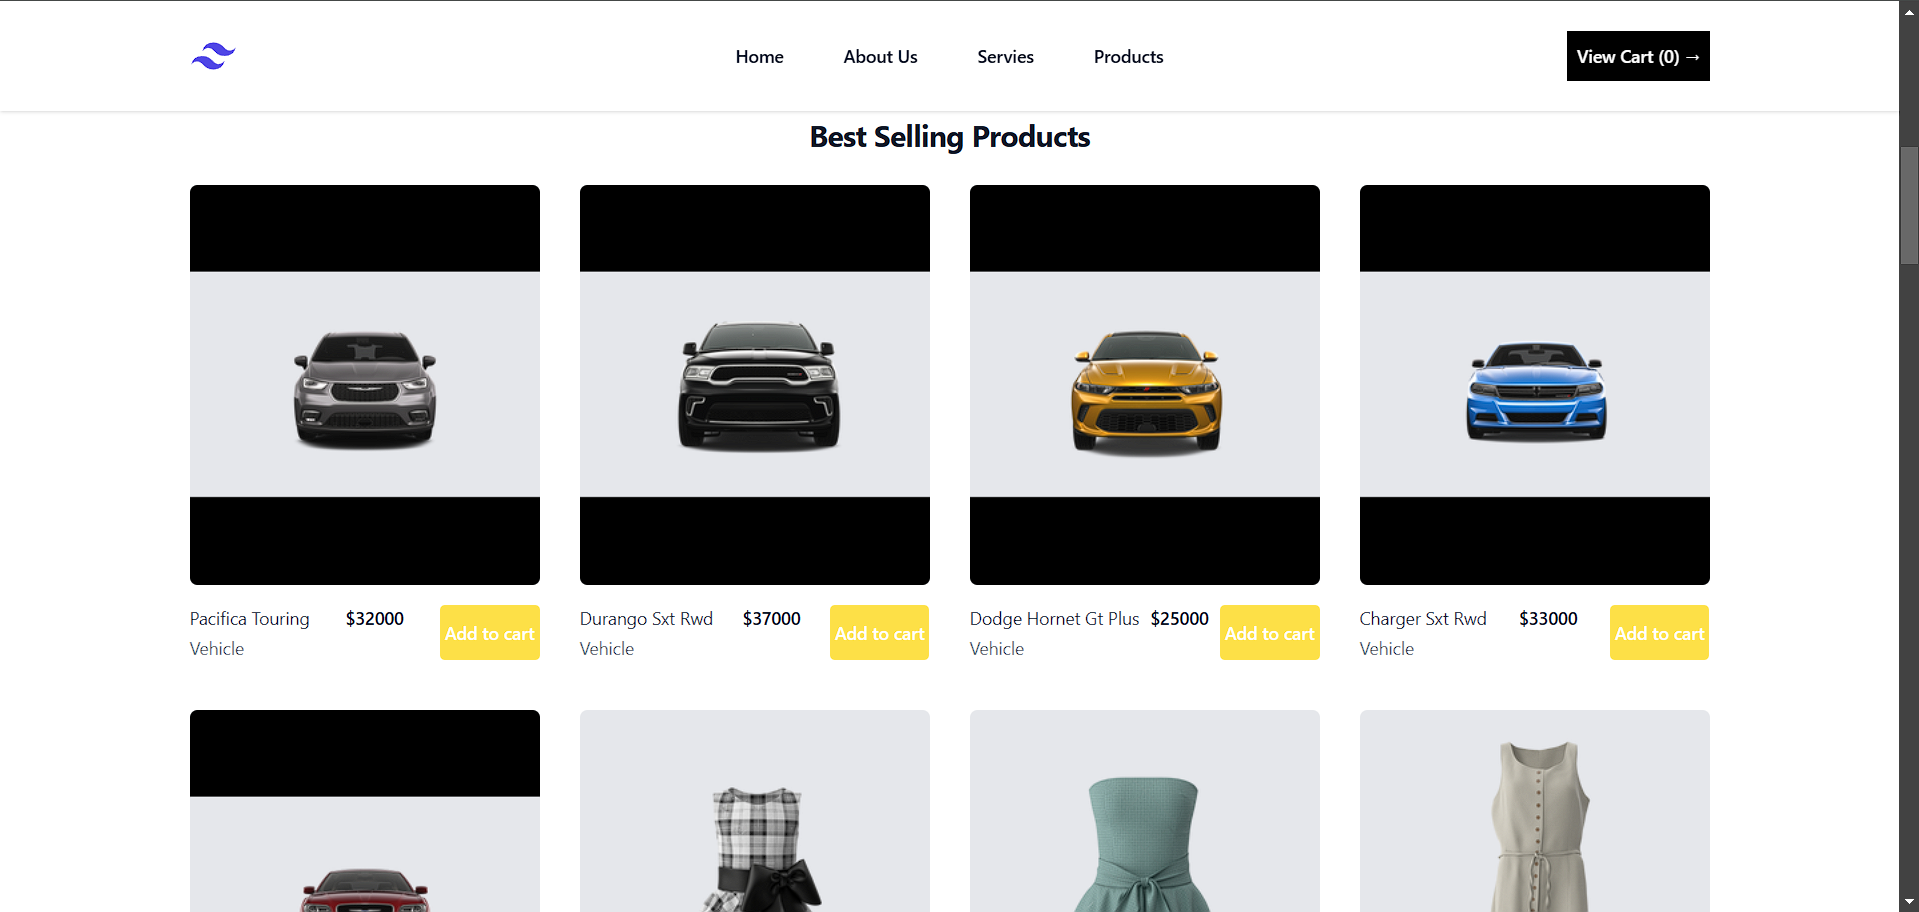 Home About Us Servies Products View Cart (0) →
Best Selling Products
Pacifica Touring $32000 Add to cart
Vehicle
Durango Sxt Rwd $37000 Add to cart
Vehicle
Dodge Hornet Gt Plus $25000 Add to cart
Vehicle
Charger Sxt Rwd $33000 Add to cart
Vehicle